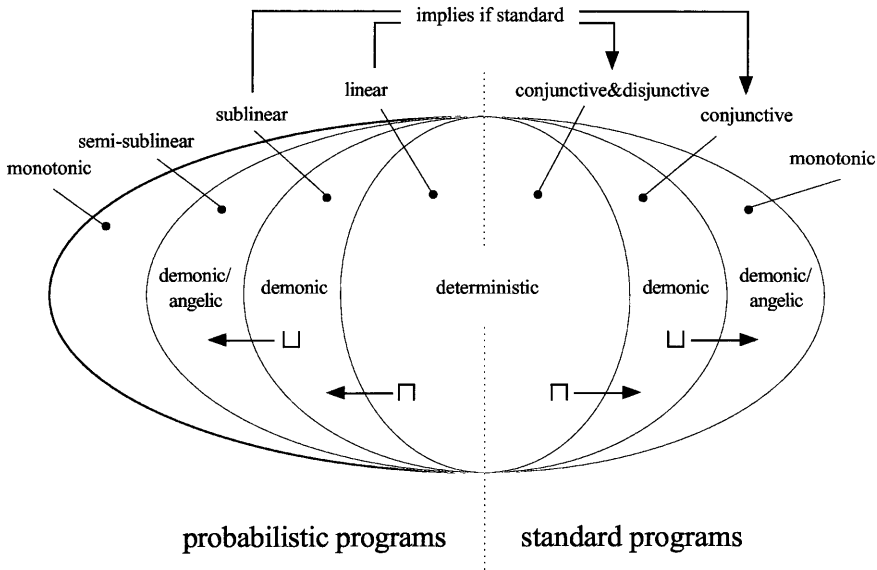 implies if standard
linear
conjunctive&disjunctive
sublinear
conjunctive
semi-sublinear
monotonic
monotonic
demonic/
angelic
demonic
deterministic
demonic
demonic/
angelic
⊔
⊔
⊓
⊓
probabilistic programs
standard programs